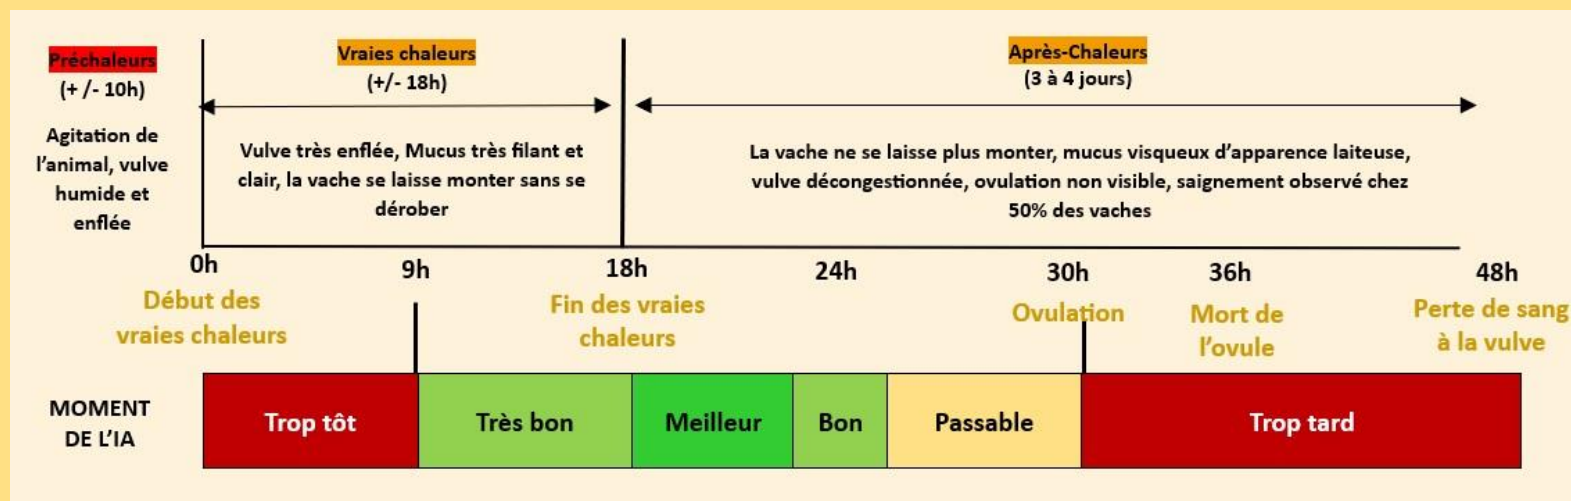 Préchaleurs
(+ /- 10h)
Agitation de
l'animal, vulve
humide et
enflée
Vraies chaleurs
(+/- 18h)
Vulve très enflée, Mucus très filant et
clair, la vache se laisse monter sans se
dérober
Après-Chaleurs
(3 à 4 jours)
La vache ne se laisse plus monter, mucus visqueux d'apparence laiteuse,
vulve décongestionnée, ovulation non visible, saignement observé chez
50% des vaches
0h
9h
18h
24h
30h
36h
48h
Début des
vraies chaleurs
Fin des vraies
chaleurs
Ovulation
Mort de
l'ovule
Perte de sang
à la vulve
MOMENT
DE L'IA
Trop tôt
Très bon
Meilleur
Bon
Passable
Trop tard